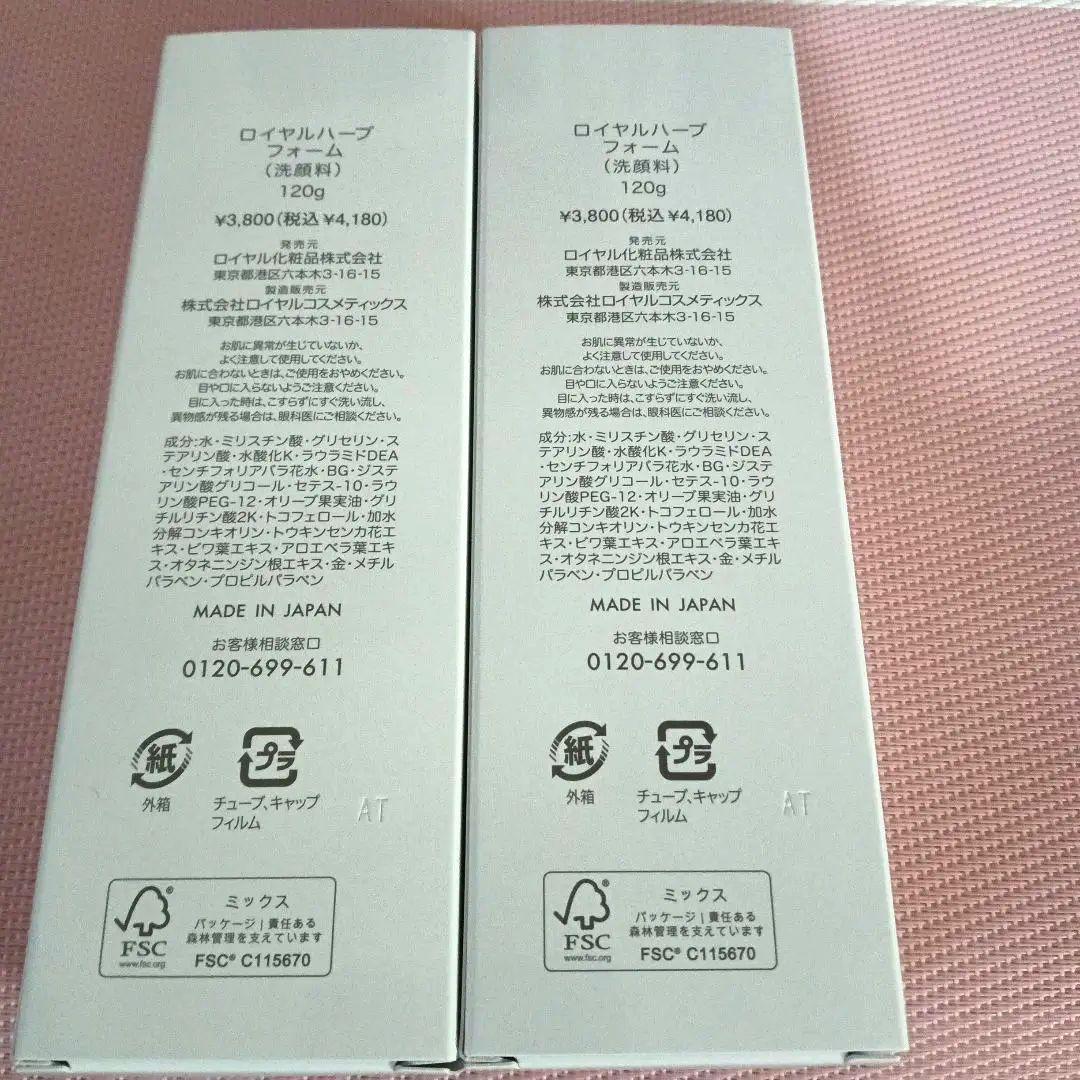 ロイヤルハーブ
フォーム
(洗顔料)
120g
¥3,800(税込¥4,180)
発売元
ロイヤル化粧品株式会社
東京都港区六本木3-16-15
製造販売元
株式会社ロイヤルコスメティックス
東京都港区六本木3-16-15
お肌に異常が生じていないか、
よく注意して使用してください。
お肌に合わないときは、ご使用をおやめください。
目や口に入らないようご注意ください。
目に入った時は、こすらずにすぐ洗い流し、
異物感が残る場合は、眼科医にご相談ください。
成分:水・ミリスチン酸・グリセリン・ス
テアリン酸・水酸化K・ラウラミドDEA
・センチフォリアバラ花水・BG・ジステ
アリン酸グリコール・セテス-10・ラウ
リン酸PEG-12・オリーブ果実油・グリ
チルリチン酸2K・トコフェロール・加水
分解コンキオリン・トウキンセンカ花エ
キス・ビワ葉エキス・アロエベラ葉エキ
ス・オタネニンジン根エキス・金・メチル
パラベン・プロピルパラベン
MADE IN JAPAN
お客様相談窓口
0120-699-611
紙
プラ
外箱
チューブ、キャップ
フィルム
AT
FSC®
www.fsc.org
ミックス
パッケージ|責任ある
森林管理を支えています
FSC® C115670
ロイヤルハーブ
フォーム
(洗顔料)
120g
¥3,800(税込¥4,180)
発売元
ロイヤル化粧品株式会社
東京都港区六本木3-16-15
製造販売元
株式会社ロイヤルコスメティックス
東京都港区六本木3-16-15
お肌に異常が生じていないか、
よく注意して使用してください。
お肌に合わないときは、ご使用をおやめください。
目や口に入らないようご注意ください。
目に入った時は、こすらずにすぐ洗い流し、
異物感が残る場合は、眼科医にご相談ください。
成分:水・ミリスチン酸・グリセリン・ス
テアリン酸・水酸化K・ラウラミドDEA
・センチフォリアバラ花水・BG・ジステ
アリン酸グリコール・セテス-10・ラウ
リン酸PEG-12・オリーブ果実油・グリ
チルリチン酸2K・トコフェロール・加水
分解コンキオリン・トウキンセンカ花エ
キス・ビワ葉エキス・アロエベラ葉エキ
ス・オタネニンジン根エキス・金・メチル
パラベン・プロピルパラベン
MADE IN JAPAN
お客様相談窓口
0120-699-611
紙
プラ
外箱
チューブ、キャップ
フィルム
AT
FSC®
www.fsc.org
ミックス
パッケージ|責任ある
森林管理を支えています
FSC® C115670